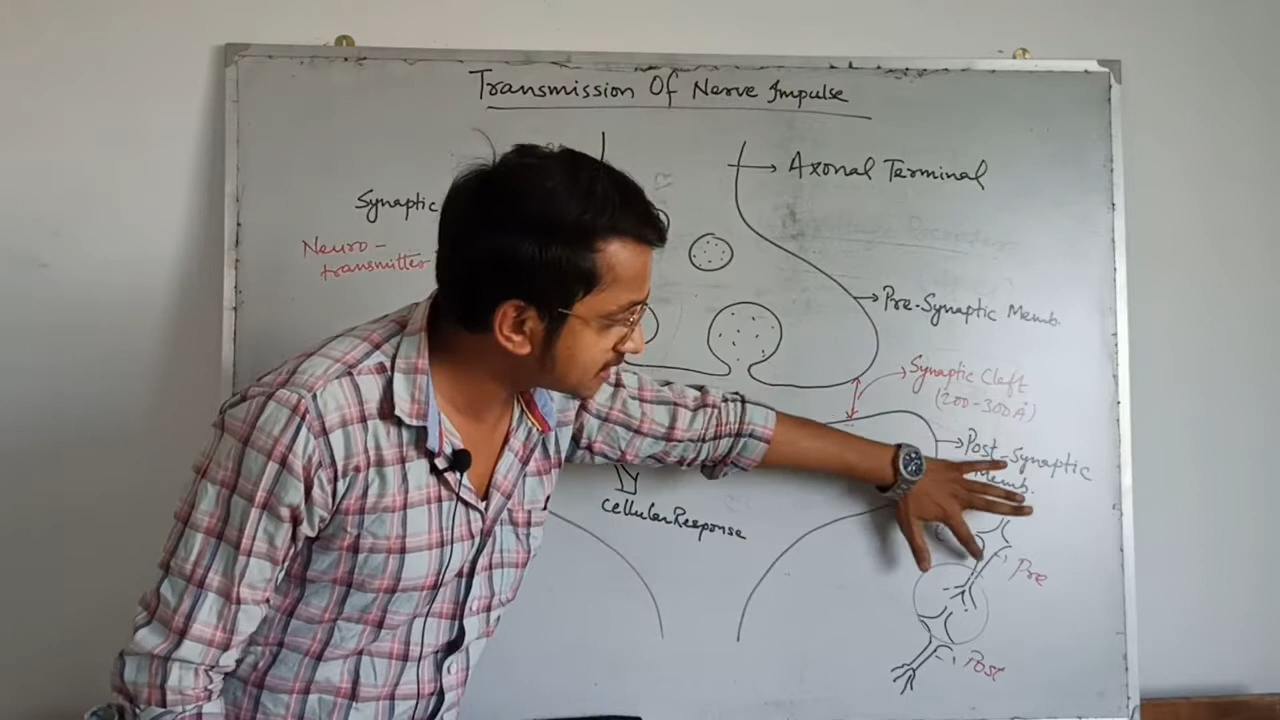 Transmission Of Nerve Impulse
Axonal Terminal
Synaptic
Neuro-
transmitter
Pre-Synaptic Memb.
Synaptic Cleft
(200-300Å)
Post-Synaptic
Memb.
Cellular Response
Pre
Post